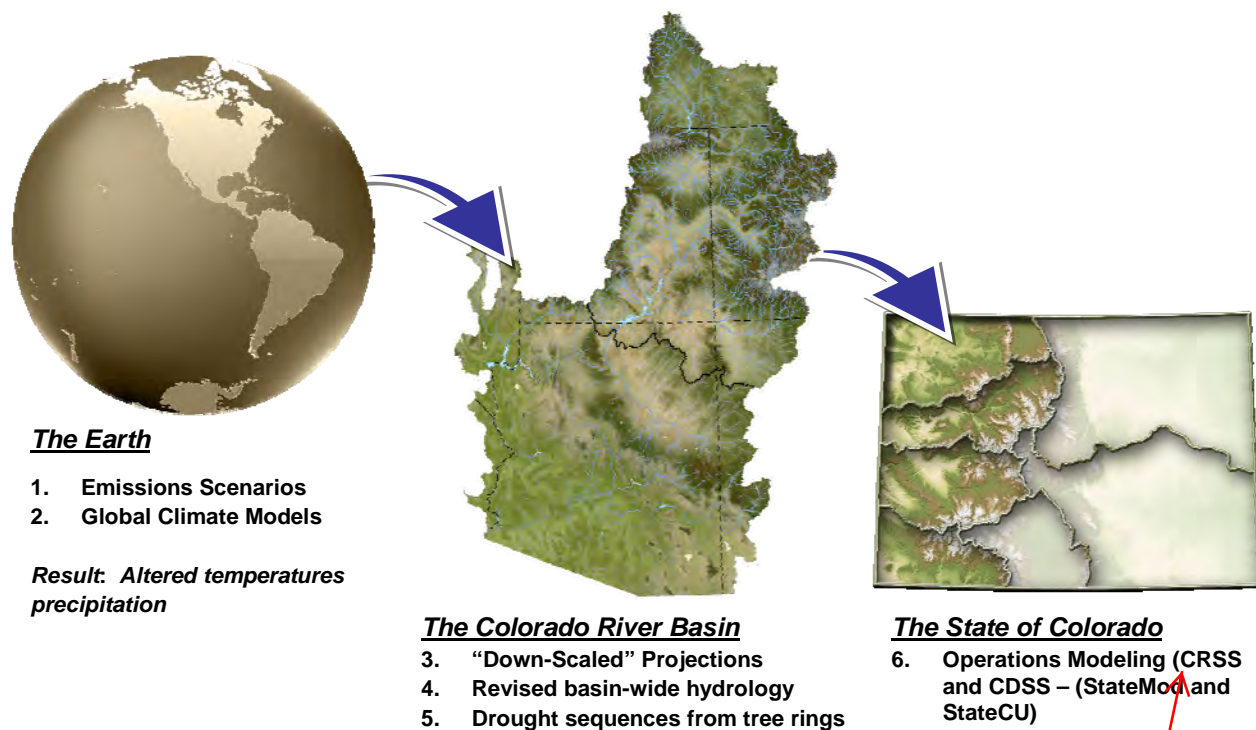 The Earth
1. Emissions Scenarios
2. Global Climate Models
Result: Altered temperatures
precipitation
The Colorado River Basin
3. “Down-Scaled” Projections
4. Revised basin-wide hydrology
5. Drought sequences from tree rings
The State of Colorado
6. Operations Modeling (CRSS
and CDSS – (StateMod and
StateCU)